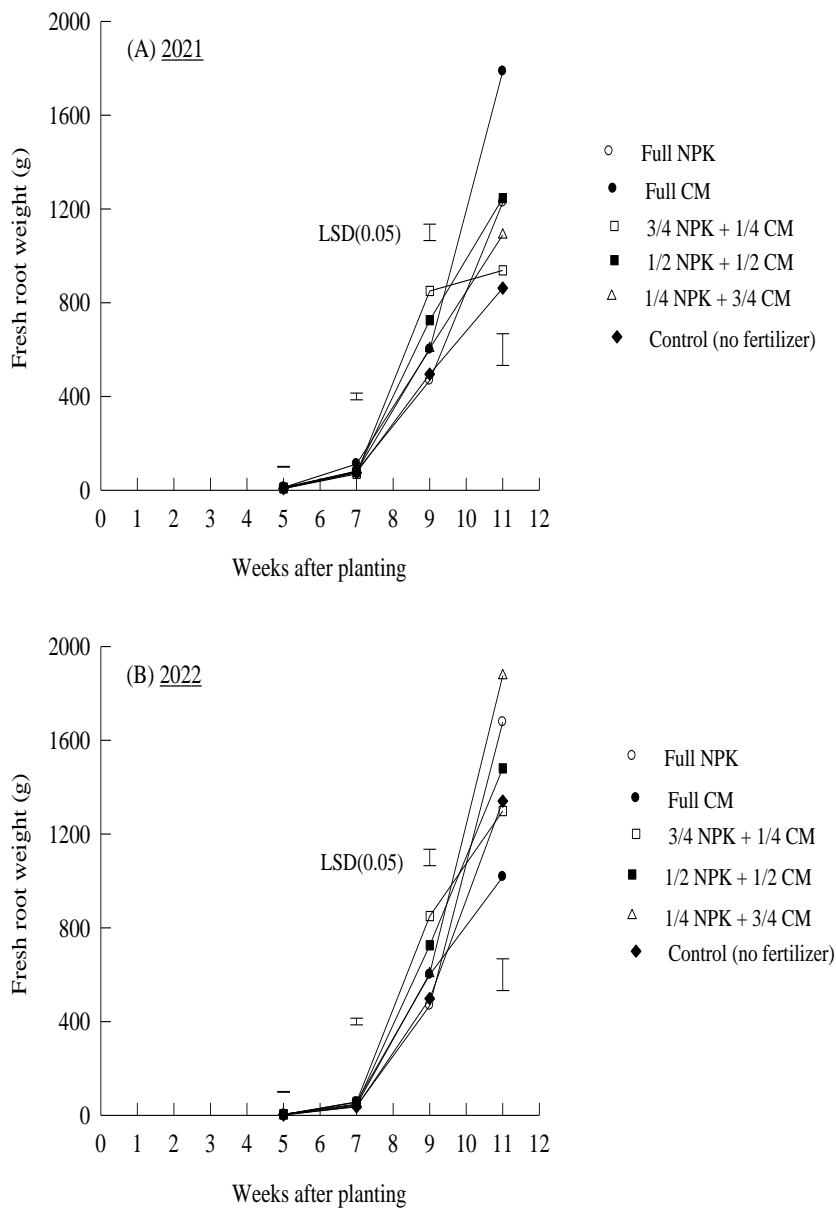 (A) 2021
2000
1600
1200
800
400
0
Fresh root weight (g)
LSD(0.05)
0 1 2 3 4 5 6 7 8 9 10 11 12
Weeks after planting
Full NPK
Full CM
3/4 NPK + 1/4 CM
1/2 NPK + 1/2 CM
1/4 NPK + 3/4 CM
Control (no fertilizer)
(B) 2022
2000
1600
1200
800
400
0
Fresh root weight (g)
LSD(0.05)
0 1 2 3 4 5 6 7 8 9 10 11 12
Weeks after planting
Full NPK
Full CM
3/4 NPK + 1/4 CM
1/2 NPK + 1/2 CM
1/4 NPK + 3/4 CM
Control (no fertilizer)